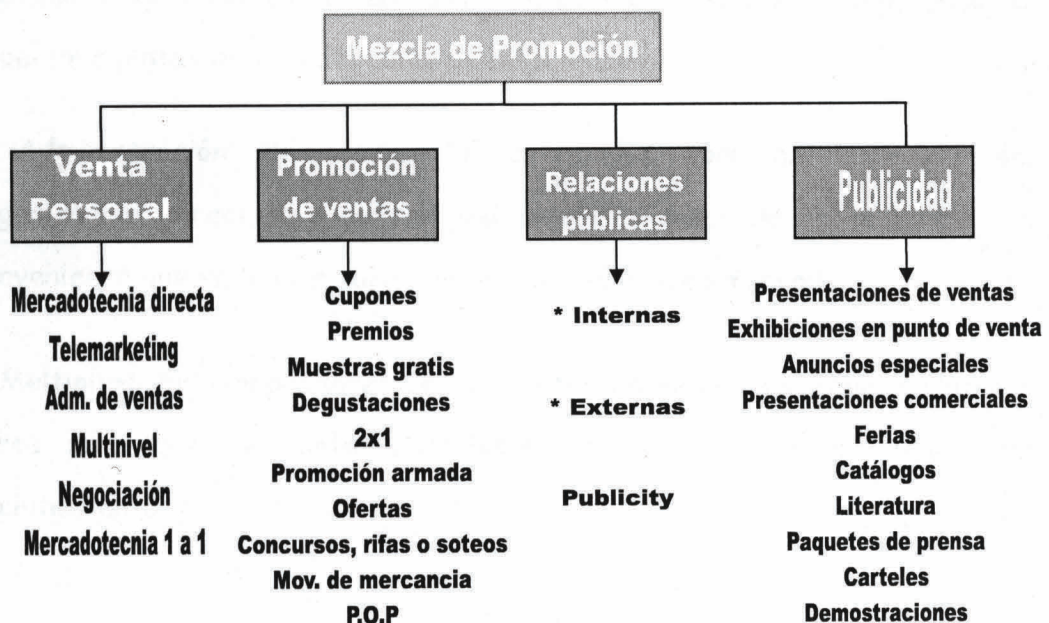 Mezcla de Promoción
Venta
Personal
Mercadotecnia directa
Telemarketing
Adm. de ventas
Multinivel
Negociación
Mercadotecnia 1 a 1
Promoción
de ventas
Cupones
Premios
Muestras gratis
Degustaciones
2x1
Promoción armada
Ofertas
Concursos, rifas o soteos
Mov. de mercancia
P.O.P
Relaciones
públicas
* Internas
* Externas
Publicity
Publicidad
Presentaciones de ventas
Exhibiciones en punto de venta
Anuncios especiales
Presentaciones comerciales
Ferias
Catálogos
Literatura
Paquetes de prensa
Carteles
Demostraciones